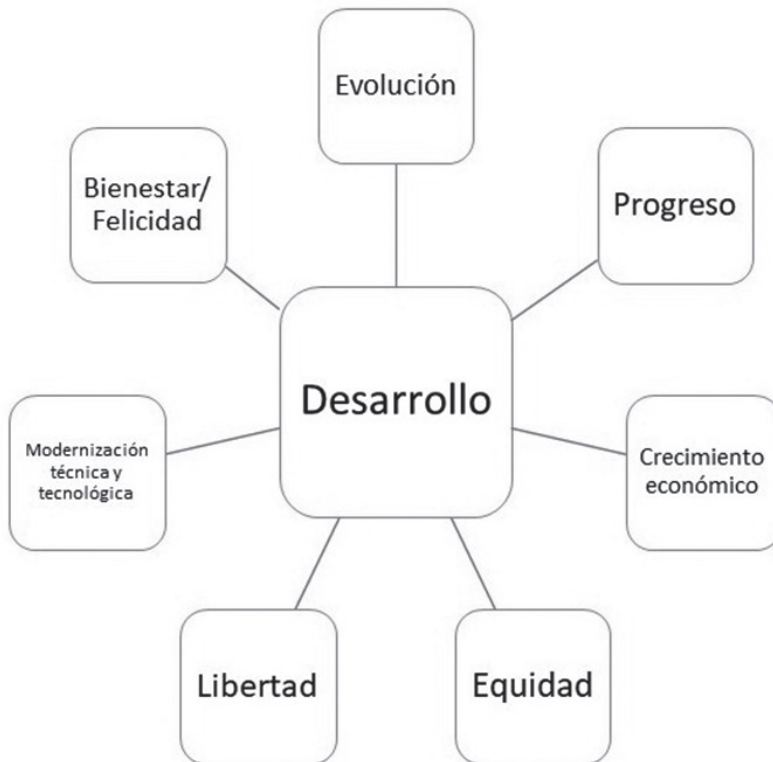 Evolución
Progreso
Bienestar/
Felicidad
Desarrollo
Crecimiento
económico
Modernización
técnica y
tecnológica
Equidad
Libertad